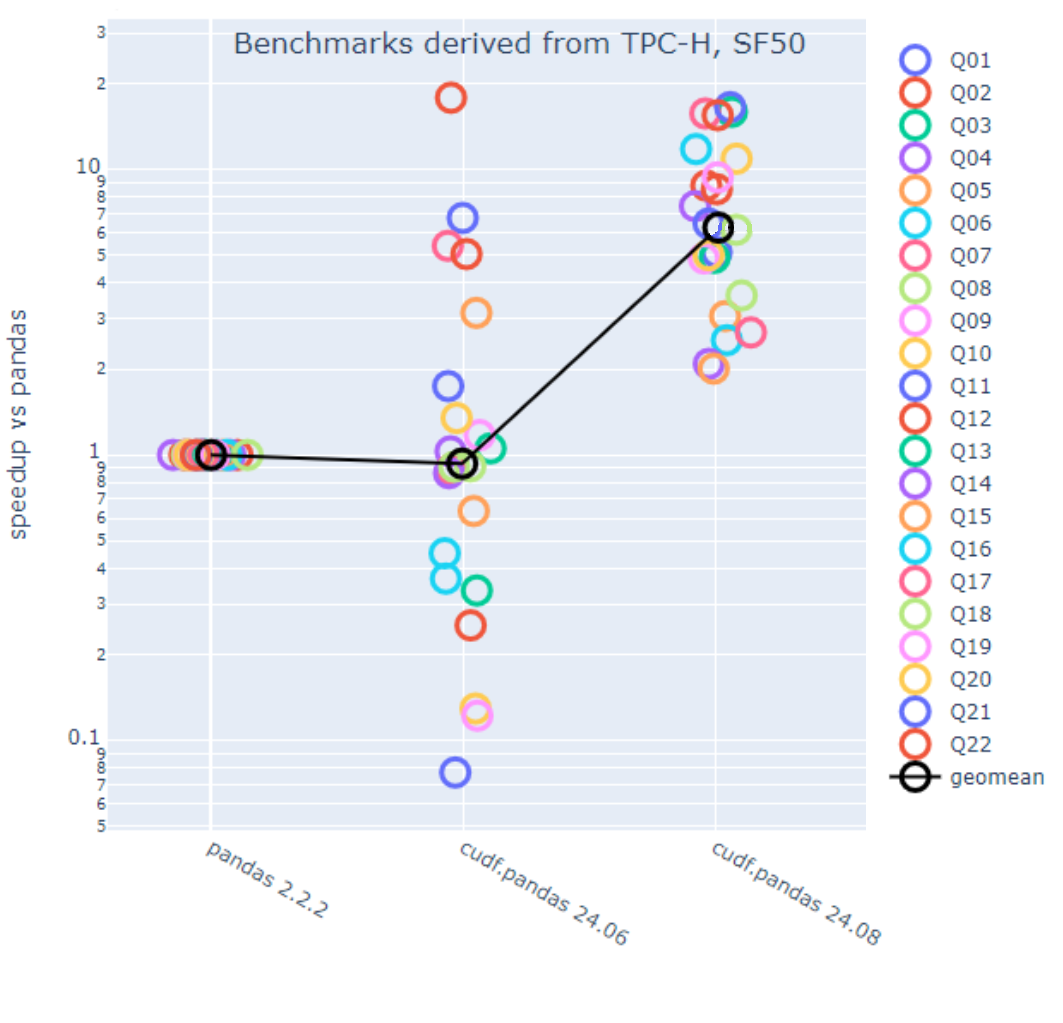 Benchmarks derived from TPC-H, SF50
speedup vs pandas
3
2
10
9
8
7
6
5
4
3
2
1
9
8
7
6
5
4
3
2
0.1
9
8
7
6
5
pandas 2.2.2
cudf.pandas 24.06
cudf.pandas 24.08
Q01
Q02
Q03
Q04
Q05
Q06
Q07
Q08
Q09
Q10
Q11
Q12
Q13
Q14
Q15
Q16
Q17
Q18
Q19
Q20
Q21
Q22
geomean